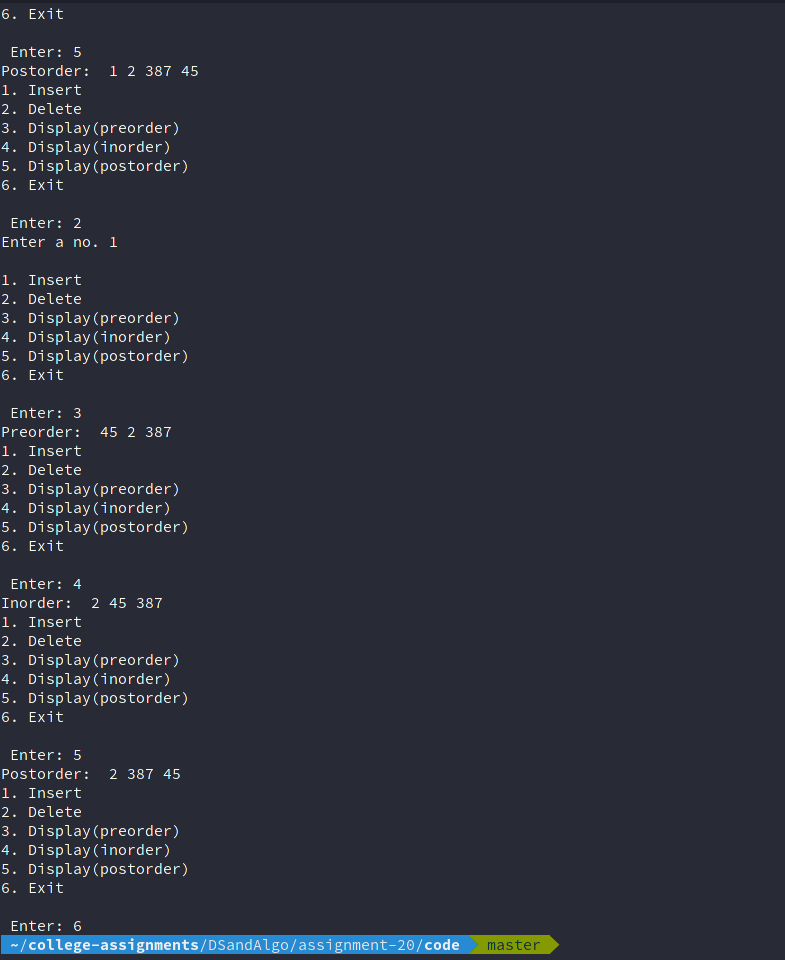 6. Exit
Enter: 5
Postorder:  1 2 387 45
1. Insert
2. Delete
3. Display(preorder)
4. Display(inorder)
5. Display(postorder)
6. Exit
Enter: 2
Enter a no. 1
1. Insert
2. Delete
3. Display(preorder)
4. Display(inorder)
5. Display(postorder)
6. Exit
Enter: 3
Preorder:  45 2 387
1. Insert
2. Delete
3. Display(preorder)
4. Display(inorder)
5. Display(postorder)
6. Exit
Enter: 4
Inorder:  2 45 387
1. Insert
2. Delete
3. Display(preorder)
4. Display(inorder)
5. Display(postorder)
6. Exit
Enter: 5
Postorder:  2 387 45
1. Insert
2. Delete
3. Display(preorder)
4. Display(inorder)
5. Display(postorder)
6. Exit
Enter: 6
~/college-assignments/DSandAlgo/assignment-20/code master